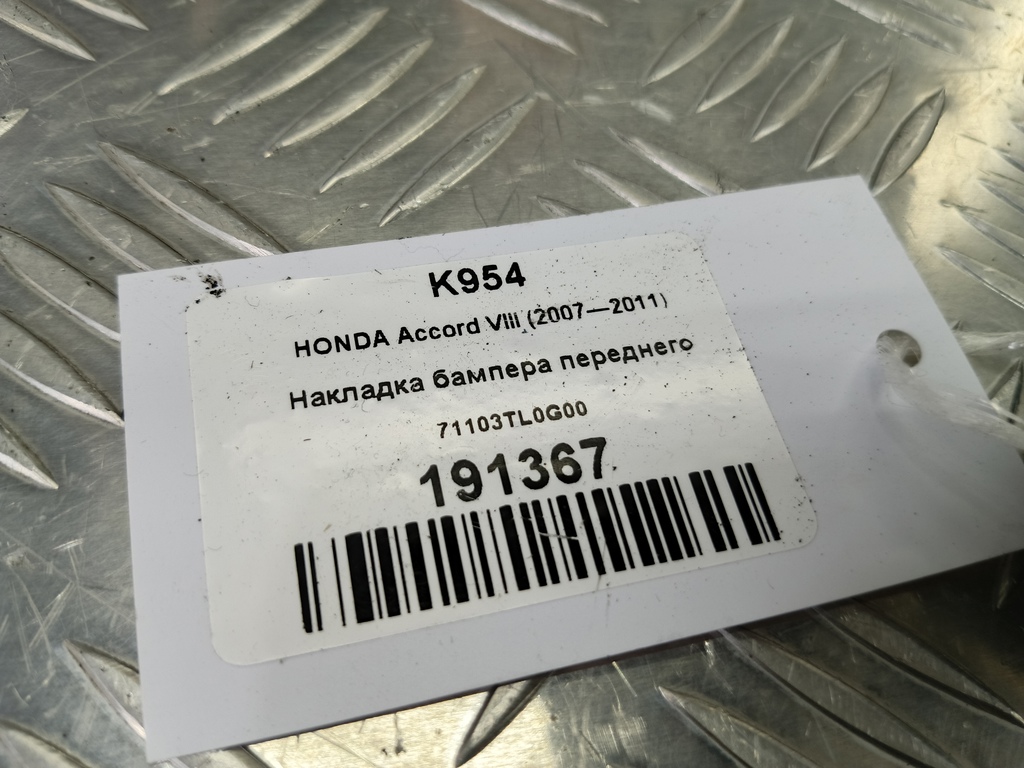 K954
HONDA Accord VIII (2007—2011)
Накладка бампера переднего
71103TL0G00
191367